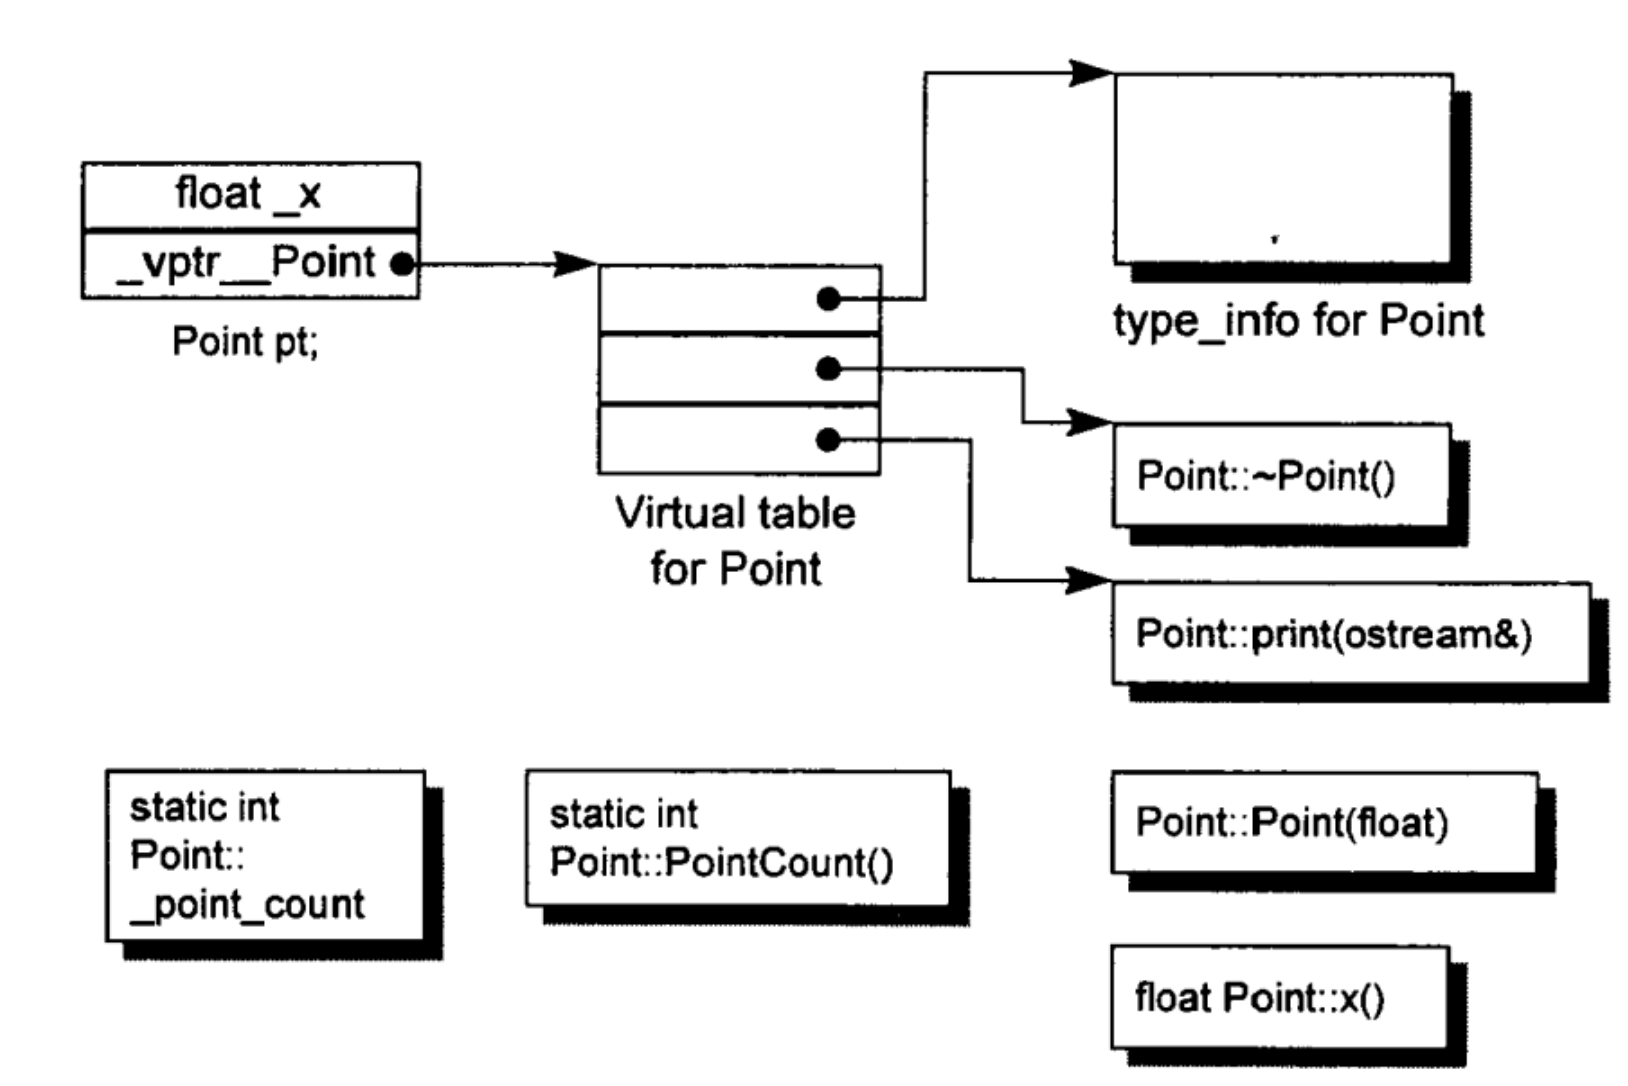 float _x
_vptr__Point
Point pt;
Virtual table
for Point
type_info for Point
Point::~Point()
Point::print(ostream&)
static int
Point::
_point_count
static int
Point::PointCount()
Point::Point(float)
float Point::x()